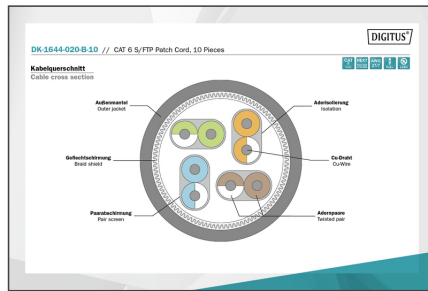 DIGITUS®
DK-1644-020-B-10 // CAT 6 S/FTP Patch Cord, 10 Pieces
Kabelquerschnitt
Cable cross section
Außenmantel
Outer jacket
Aderisolierung
Isolation
Geflechtschirmung
Braid shield
Cu-Draht
Cu-Wire
Paarabschirmung
Pair screen
Adernpaare
Twisted pair